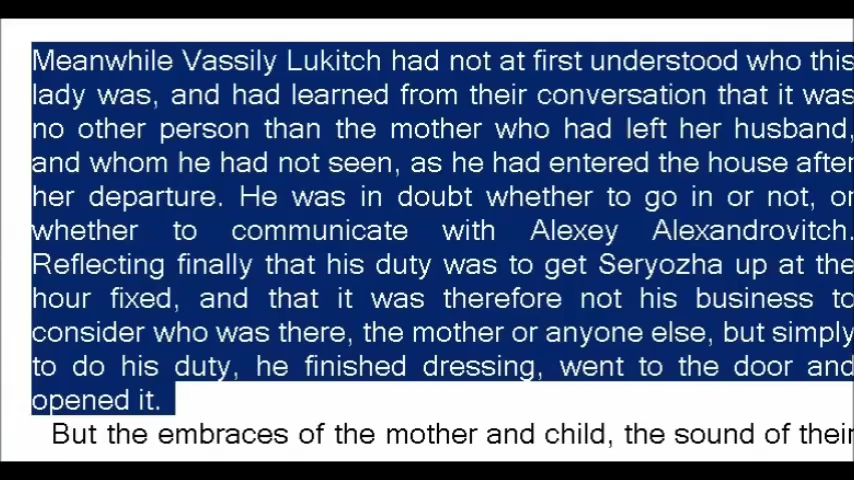 Meanwhile Vassily Lukitch had not at first understood who this
lady was, and had learned from their conversation that it was
no other person than the mother who had left her husband,
and whom he had not seen, as he had entered the house after
her departure. He was in doubt whether to go in or not, or
whether to communicate with Alexey Alexandrovitch.
Reflecting finally that his duty was to get Seryozha up at the
hour fixed, and that it was therefore not his business to
consider who was there, the mother or anyone else, but simply
to do his duty, he finished dressing, went to the door and
opened it.
But the embraces of the mother and child, the sound of their